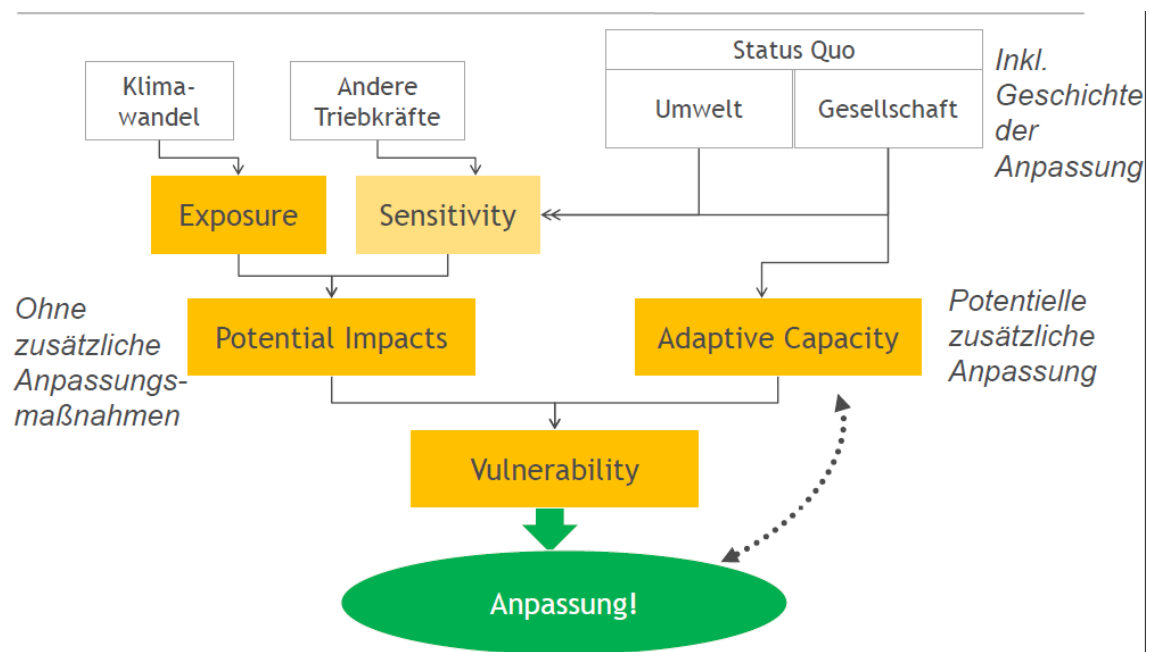 Status Quo
Klima-
wandel
Andere
Triebkräfte
Umwelt
Gesellschaft
Inkl.
Geschichte
der
Anpassung
Exposure
Sensitivity
Ohne
zusätzliche
Anpassungs-
maßnahmen
Potential Impacts
Adaptive Capacity
Potentielle
zusätzliche
Anpassung
Vulnerability
Anpassung!